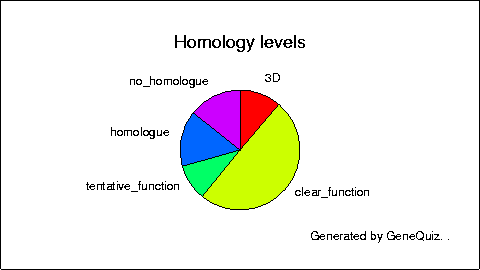 Homology levels
no_homologue
3D
homologue
tentative_function
clear_function
Generated by GeneQuiz. .